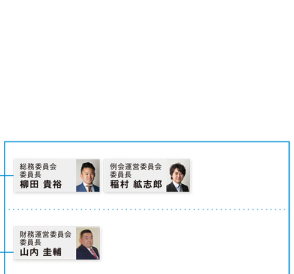 総務委員会
委員長
柳田 貴裕
例会運営委員会
委員長
稲村 紘志郎
財務運営委員会
委員長
山内 圭輔